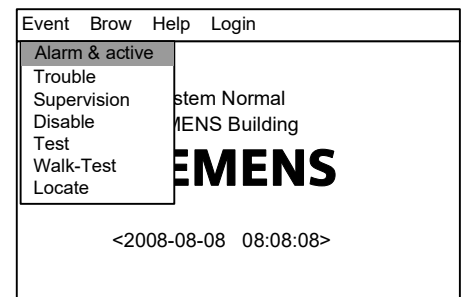 Event Brow Help Login
Alarm & active
Trouble
Supervision stem Normal
Disable MENS Building
Test
Walk-Test EMENS
Locate
<2008-08-08 08:08:08>